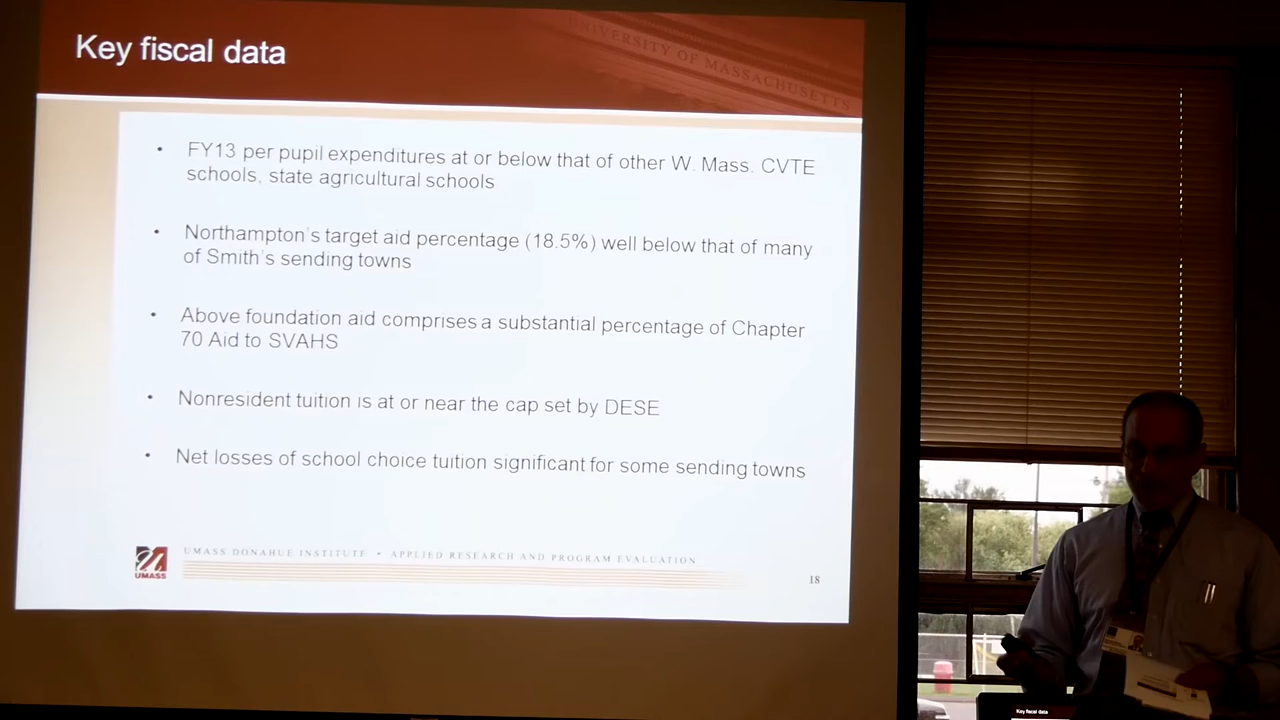 UNIVERSITY OF MASSACHUSETTS
Key fiscal data
• FY13 per pupil expenditures at or below that of other W. Mass. CVTE
schools, state agricultural schools
• Northampton's target aid percentage (18.5%) well below that of many
of Smith's sending towns
• Above foundation aid comprises a substantial percentage of Chapter
70 Aid to SVAHS
• Nonresident tuition is at or near the cap set by DESE
• Net losses of school choice tuition significant for some sending towns
UMASS
UMASS DONAHUE INSTITUTE • APPLIED RESEARCH AND PROGRAM EVALUATION
18
Key fiscal data